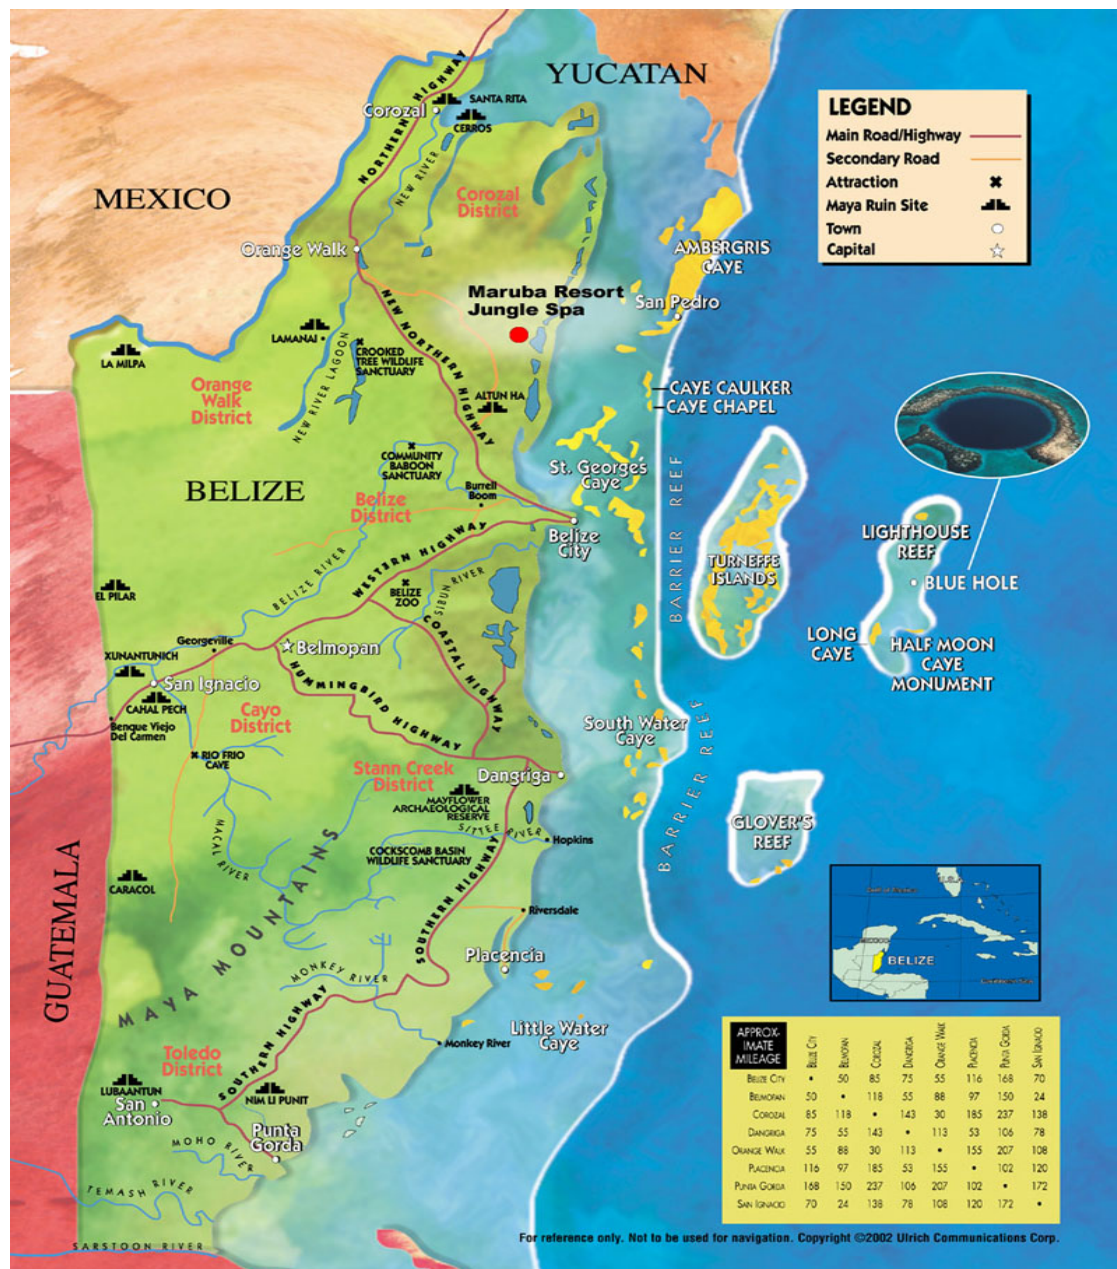 YUCATAN
MEXICO
NORTHERN HIGHWAY
Corozal
SANTA RITA
CERROS
NEW RIVER
Corozal
District
Orange Walk
LEGEND
Main Road/Highway
Secondary Road
Attraction
Maya Ruin Site
Town
Capital
AMBERGRIS
CAYE
San Pedro
Maruba Resort
Jungle Spa
NEW NORTHERN HIGHWAY
LAMANAI
LA MILPA
NEW RIVER LAGOON
CROOKED
TREE WILDLIFE
SANCTUARY
Orange
Walk
District
ALTUN HA
CAYE CAULKER
CAYE CHAPEL
COMMUNITY
BABOON
SANCTUARY
St. Georges
Caye
BELIZE
Burrell
Boom
Belize
District
BARRIER REEF
Belize
City
WESTERN HIGHWAY
LIGHTHOUSE
REEF
TURNEFFE
ISLANDS
BLUE HOLE
BELIZE RIVER
BELIZE
ZOO
SIBUN RIVER
EL PILAR
COASTAL HIGHWAY
LONG
CAYE
HALF MOON
CAYE
MONUMENT
Georgeville
Belmopan
XUNANTUNICH
San Ignacio
HUMMINGBIRD HIGHWAY
CAHAL PECH
Cayo
District
Benque Viejo
Del Carmen
South Water
Caye
BARRIER REEF
RIO FRIO
CAVE
Stann Creek
District
Dangriga
MAYFLOWER
ARCHAEOLOGICAL
RESERVE
SITTEE RIVER
Hopkins
GLOVER'S
REEF
MACAL RIVER
COCKSCOMB BASIN
WILDLIFE SANCTUARY
SOUTHERN HIGHWAY
CARACOL
GUATEMALA
MAYA MOUNTAINS
Riversdale
Placencia
MONKEY RIVER
U.S.A.
BELIZE
SOUTHERN HIGHWAY
Little Water
Caye
Monkey River
Toledo
District
LUBAANTUN
San
Antonio
NIM LI PUNIT
Punta
Gorda
MOHO RIVER
TEMASH RIVER
SARSTOON RIVER
APPROX-
IMATE
MILEAGE
BELIZE CITY BELMOPAN COROZAL DANGRIGA ORANGE WALK PLACENCIA PUNTA GORDA SAN IGNACIO
BELIZE CITY • 50 85 75 55 116 168 70
BELMOPAN 50 • 118 55 88 97 150 24
COROZAL 85 118 • 143 30 185 237 138
DANGRIGA 75 55 143 • 113 53 106 78
ORANGE WALK 55 88 30 113 • 155 207 108
PLACENCIA 116 97 185 53 155 • 102 120
PUNTA GORDA 168 150 237 106 207 102 • 172
SAN IGNACIO 70 24 138 78 108 120 172 •
For reference only. Not to be used for navigation. Copyright ©2002 Ulrich Communications Corp.